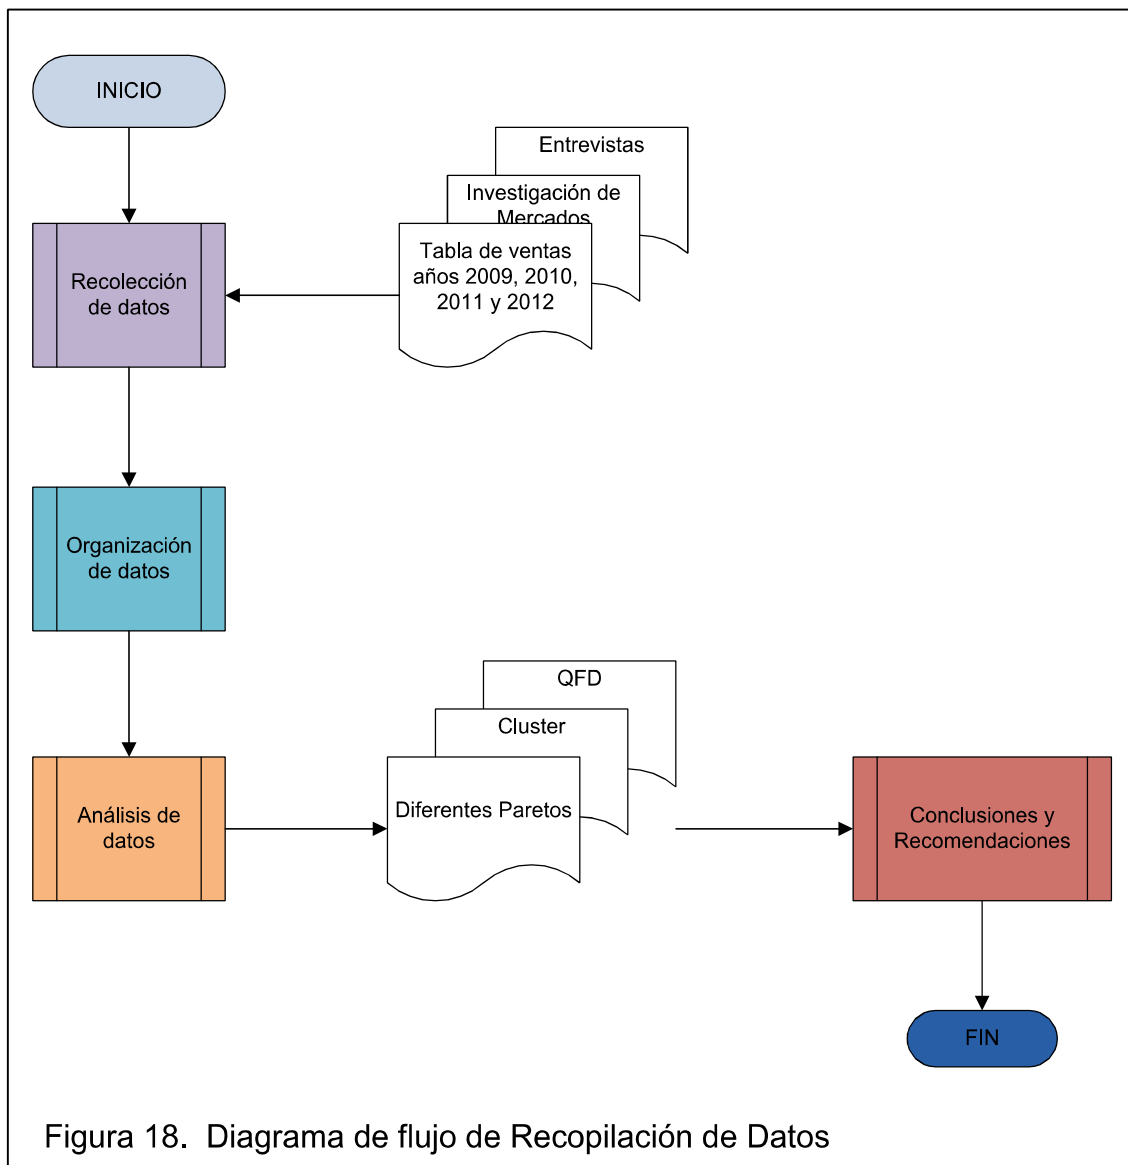 INICIO
Entrevistas
Investigación de
Mercados
Tabla de ventas
años 2009, 2010,
2011 y 2012
Recolección
de datos
Organización
de datos
QFD
Cluster
Diferentes Paretos
Análisis de
datos
Conclusiones y
Recomendaciones
FIN
Figura 18. Diagrama de flujo de Recopilación de Datos